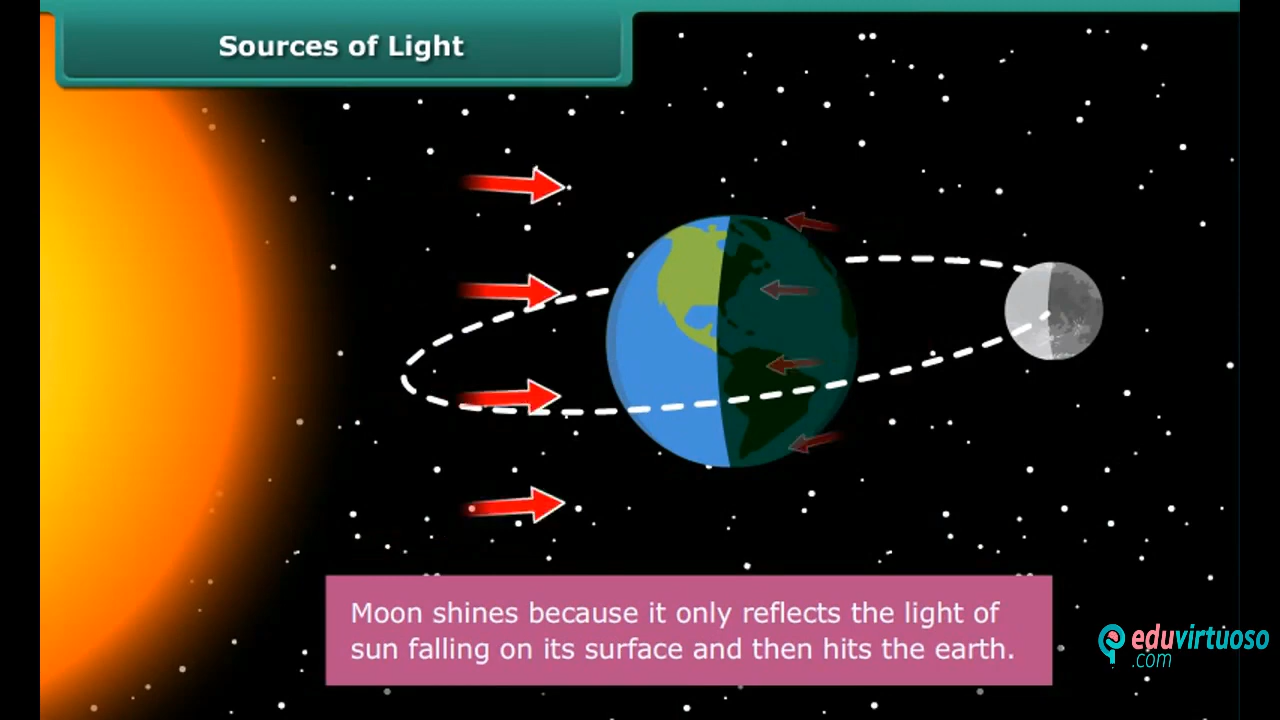 Sources of Light
Moon shines because it only reflects the light of
sun falling on its surface and then hits the earth.
eduvirtuoso
.com